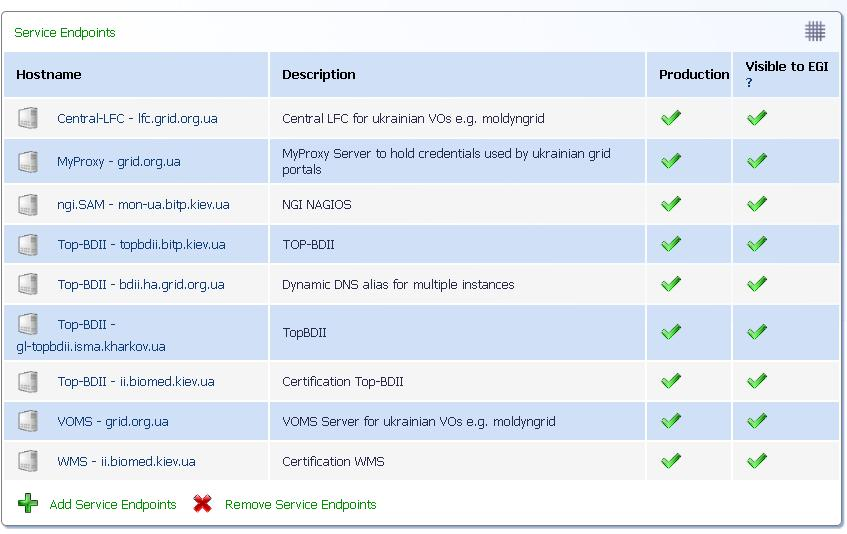 Service Endpoints
Hostname Description Production Visible to EGI
?
Central-LFC - lfc.grid.org.ua Central LFC for ukrainian VOs e.g. moldyngrid
MyProxy - grid.org.ua MyProxy Server to hold credentials used by ukrainian grid
portals
ngi.SAM - mon-ua.bitp.kiev.ua NGI NAGIOS
Top-BDII - topbdii.bitp.kiev.ua TOP-BDII
Top-BDII - bdii.ha.grid.org.ua Dynamic DNS alias for multiple instances
Top-BDII -
gl-topbdii.isma.kharkov.ua TopBDII
Top-BDII - ii.biomed.kiev.ua Certification Top-BDII
VOMS - grid.org.ua VOMS Server for ukrainian VOs e.g. moldyngrid
WMS - ii.biomed.kiev.ua Certification WMS
Add Service Endpoints Remove Service Endpoints